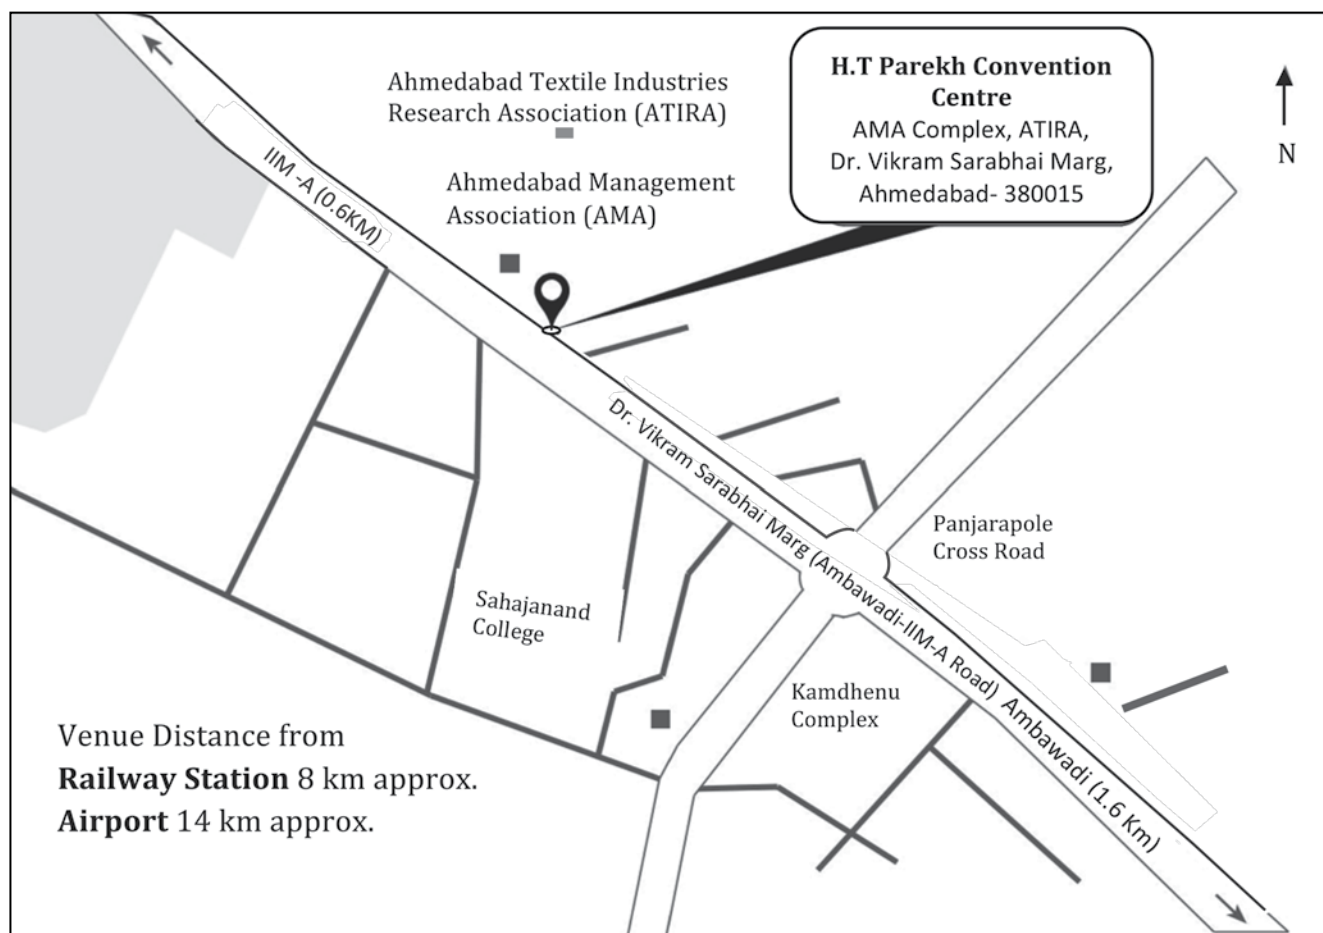 Ahmedabad Textile Industries
Research Association (ATIRA)
H.T Parekh Convention
Centre
AMA Complex, ATIRA,
Dr. Vikram Sarabhai Marg,
Ahmedabad- 380015
N
IIM -A (0.6KM)
Ahmedabad Management
Association (AMA)
Dr. Vikram Sarabhai Marg (Ambawadi-IIM-A Road) Ambawadi (1.6 Km)
Panjarapole
Cross Road
Sahajanand
College
Kamdhenu
Complex
Venue Distance from
Railway Station 8 km approx.
Airport 14 km approx.